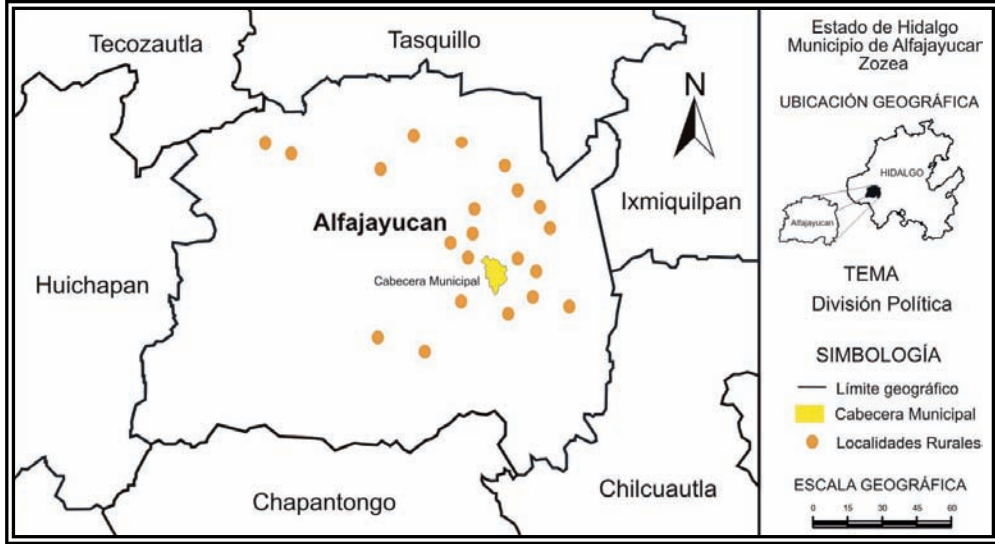 Tecozautla
Tasquillo
N
Ixmiquilpan
Alfajayucan
Huichapan
Cabecera Municipal
Chapantongo
Chilcuautla
Estado de Hidalgo
Municipio de Alfajayucan
Zozea
UBICACIÓN GEOGRÁFICA
HIDALGO
Alfajayucan
TEMA
División Política
SIMBOLOGÍA
Límite geográfico
Cabecera Municipal
Localidades Rurales
ESCALA GEOGRÁFICA
0 15 30 45 60